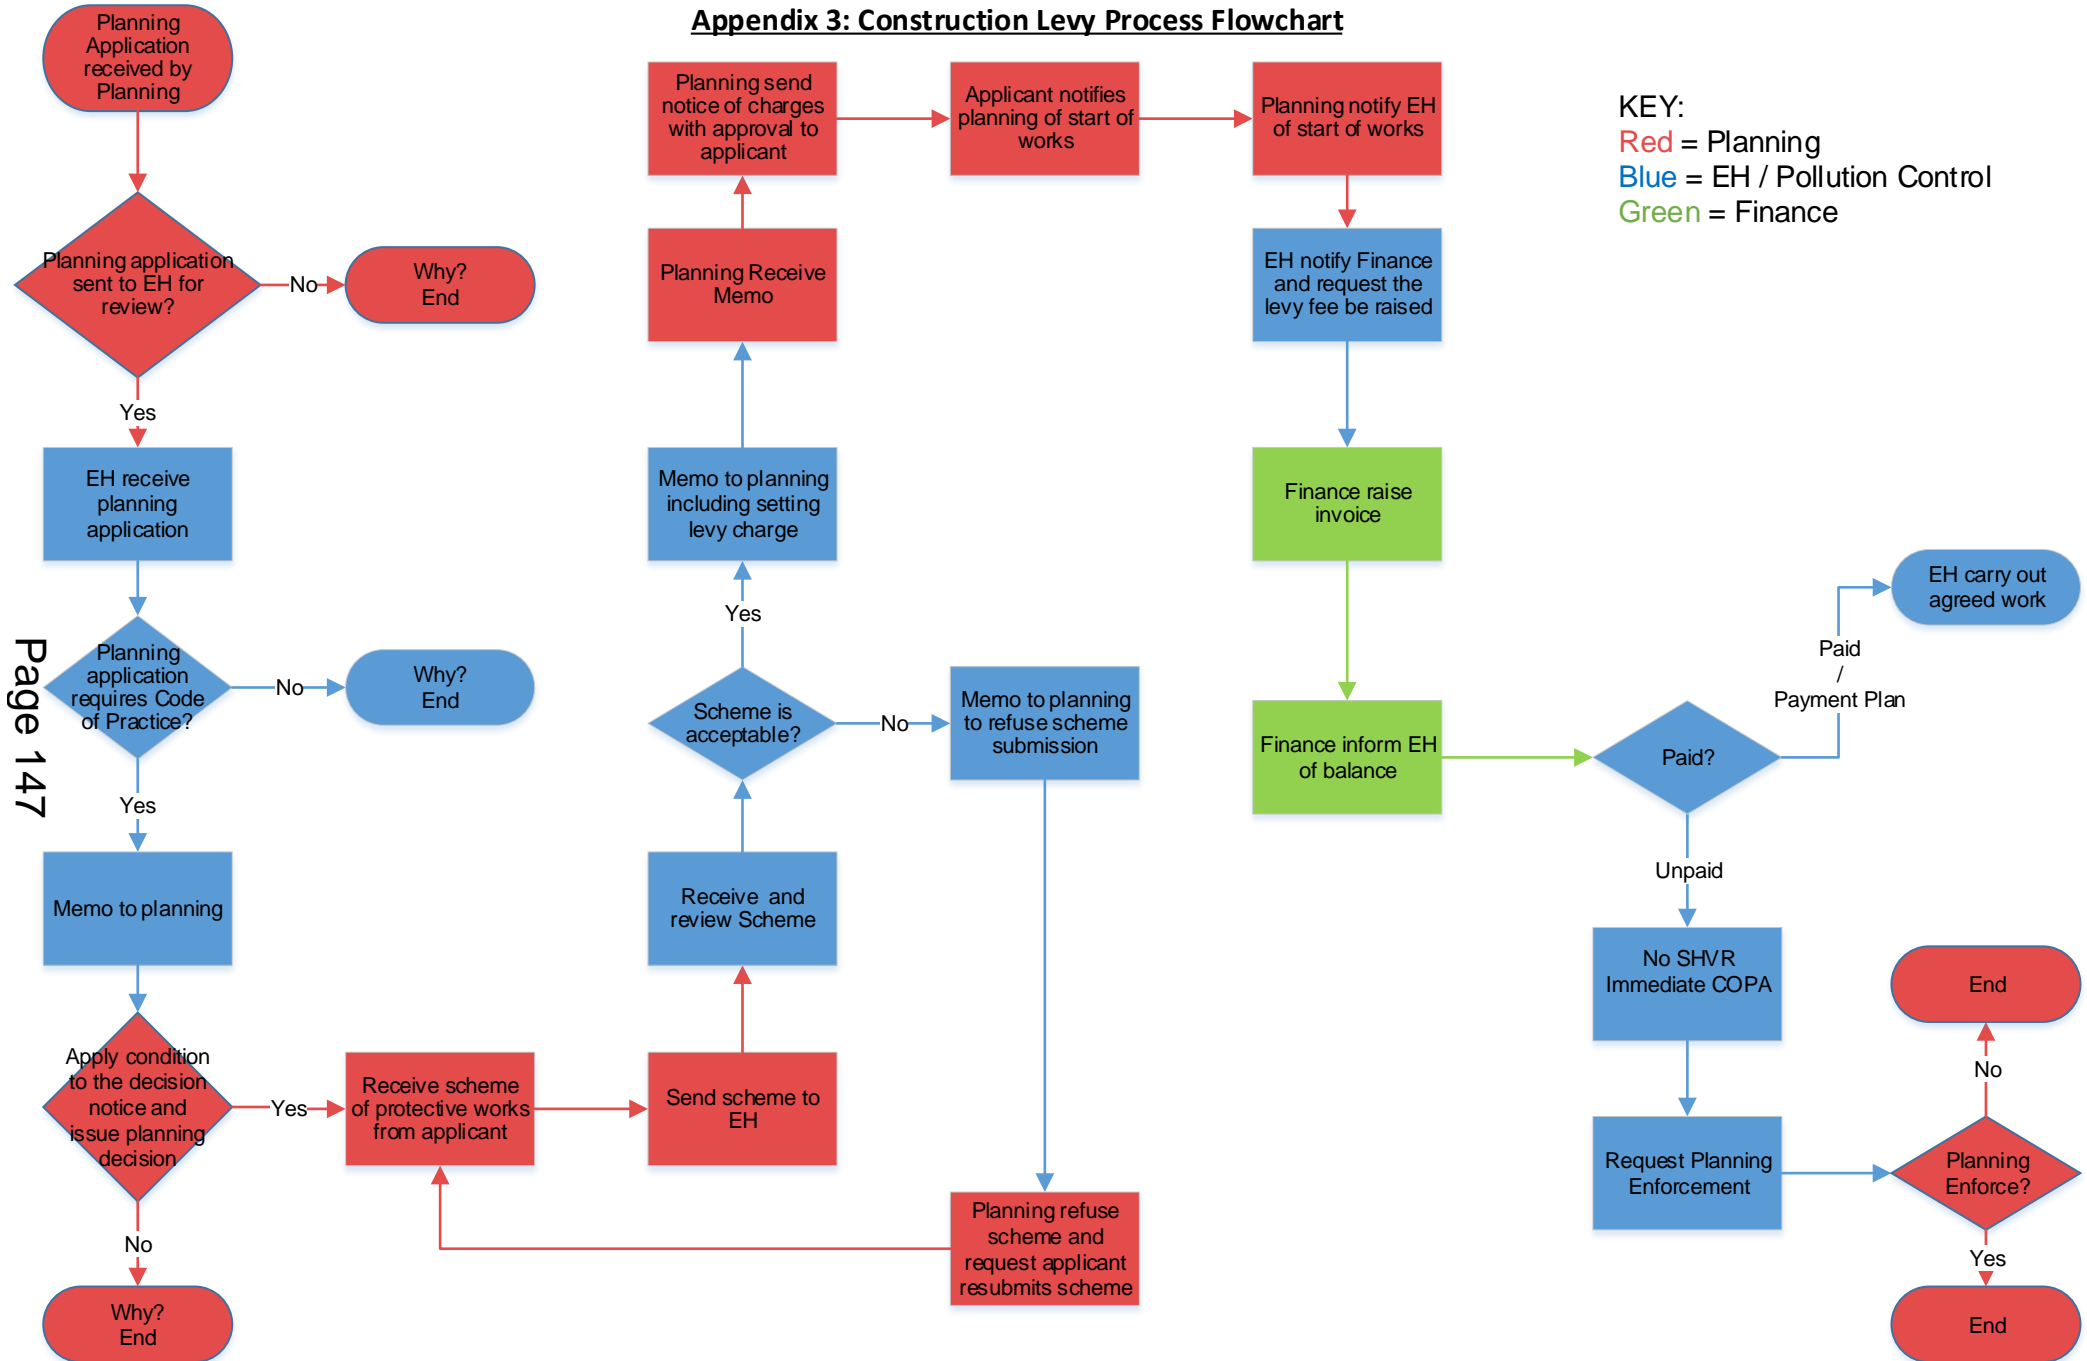 Appendix 3: Construction Levy Process Flowchart
Planning
Application
received by
Planning
Planning application
sent to EH for
review?
No
Why?
End
Yes
EH receive
planning
application
Planning
application
requires Code
of Practice?
No
Why?
End
Yes
Memo to planning
Apply condition
to the decision
notice and
issue planning
decision
No
Why?
End
Yes
Receive scheme
of protective works
from applicant
Send scheme to
EH
Receive and
review Scheme
Scheme is
acceptable?
No
Memo to planning
to refuse scheme
submission
Planning refuse
scheme and
request applicant
resubmits scheme
Yes
Memo to planning
including setting
levy charge
Planning Receive
Memo
Planning send
notice of charges
with approval to
applicant
Applicant notifies
planning of start of
works
Planning notify EH
of start of works
EH notify Finance
and request the
levy fee be raised
Finance raise
invoice
Finance inform EH
of balance
Paid?
Paid
/
Payment Plan
EH carry out
agreed work
Unpaid
No SHVR
Immediate COPA
Request Planning
Enforcement
Planning
Enforce?
No
End
Yes
End
KEY:
Red = Planning
Blue = EH / Pollution Control
Green = Finance
Page 147